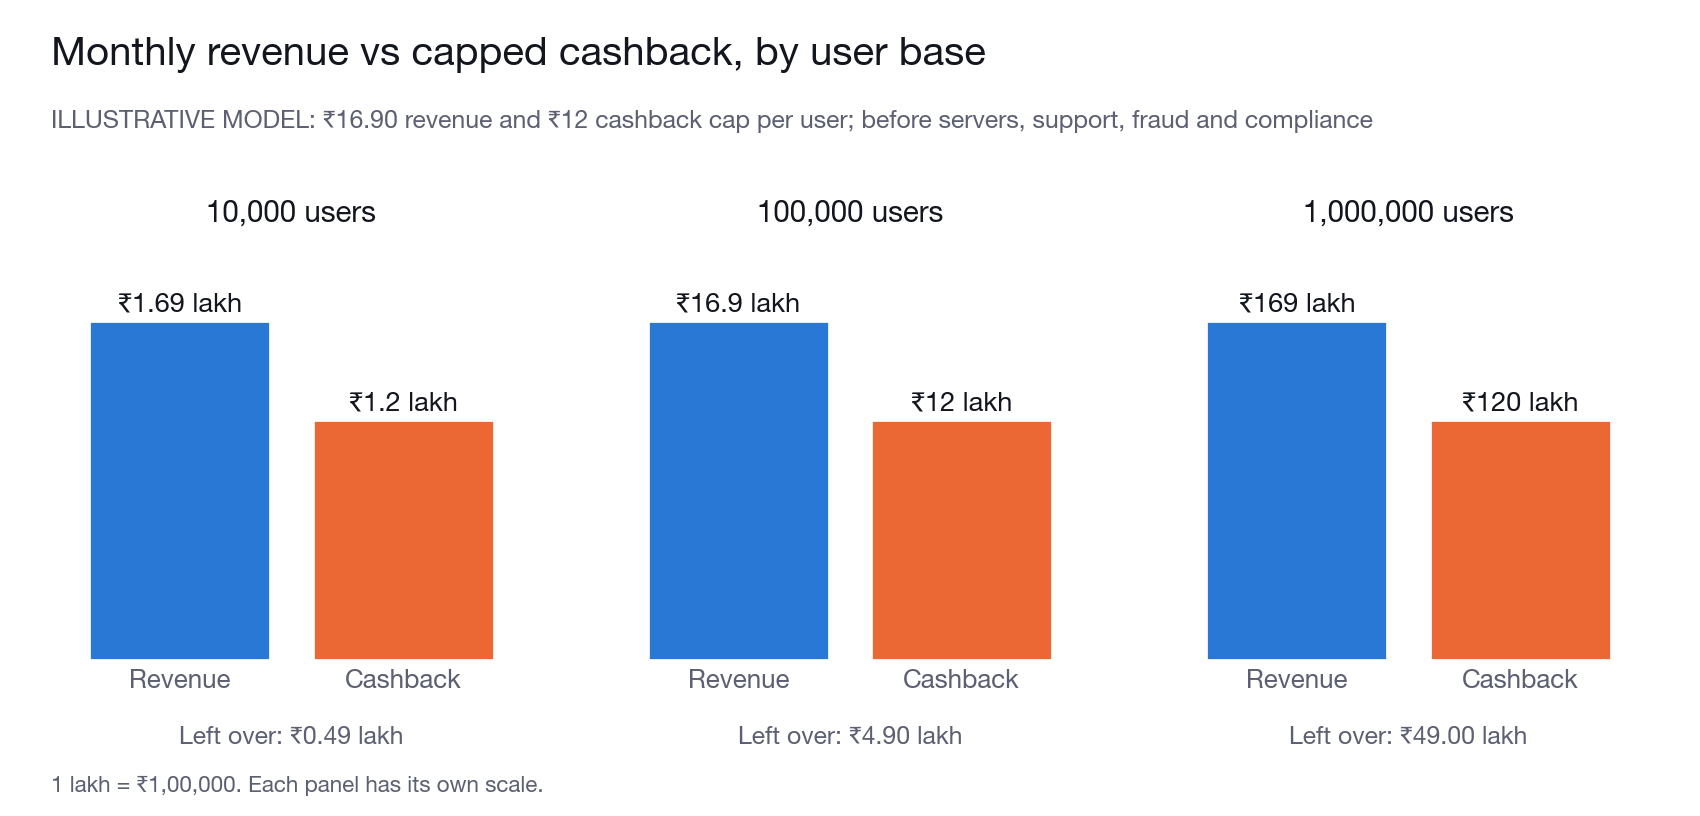 Monthly revenue vs capped cashback, by user base
ILLUSTRATIVE MODEL: ₹16.90 revenue and ₹12 cashback cap per user; before servers, support, fraud and compliance
10,000 users
₹1.69 lakh
₹1.2 lakh
Revenue
Cashback
Left over: ₹0.49 lakh
100,000 users
₹16.9 lakh
₹12 lakh
Revenue
Cashback
Left over: ₹4.90 lakh
1,000,000 users
₹169 lakh
₹120 lakh
Revenue
Cashback
Left over: ₹49.00 lakh
1 lakh = ₹1,00,000. Each panel has its own scale.